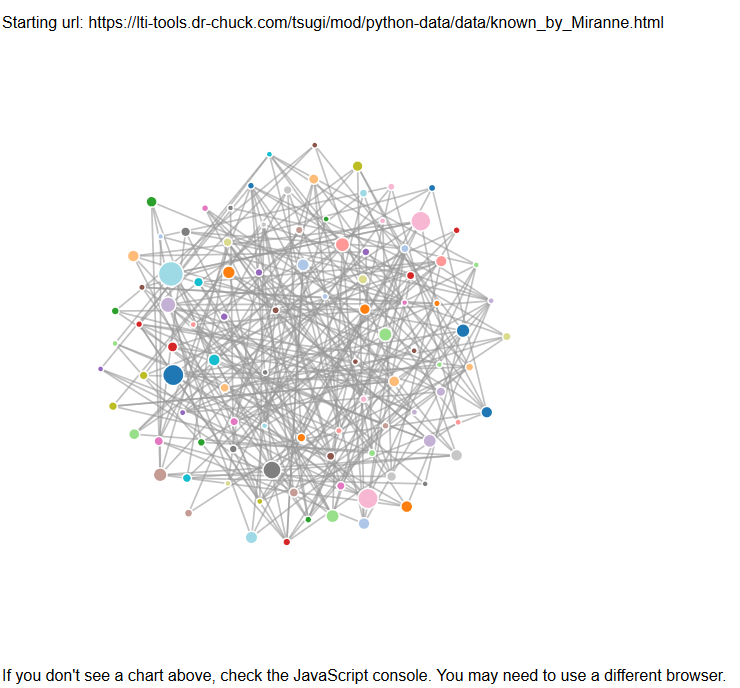 Starting url: https://lti-tools.dr-chuck.com/tsugi/mod/python-data/data/known_by_Miranne.html
If you don't see a chart above, check the JavaScript console. You may need to use a different browser.